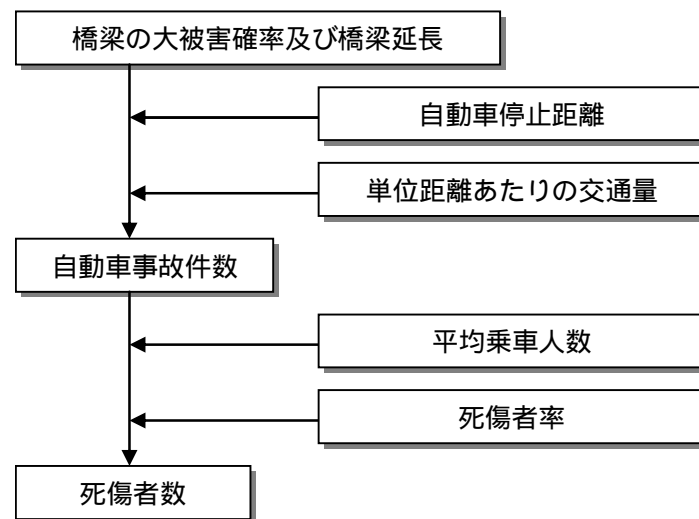 橋梁の大被害確率及び橋梁延長
自動車停止距離
単位距離あたりの交通量
自動車事故件数
平均乗車人数
死傷者率
死傷者数